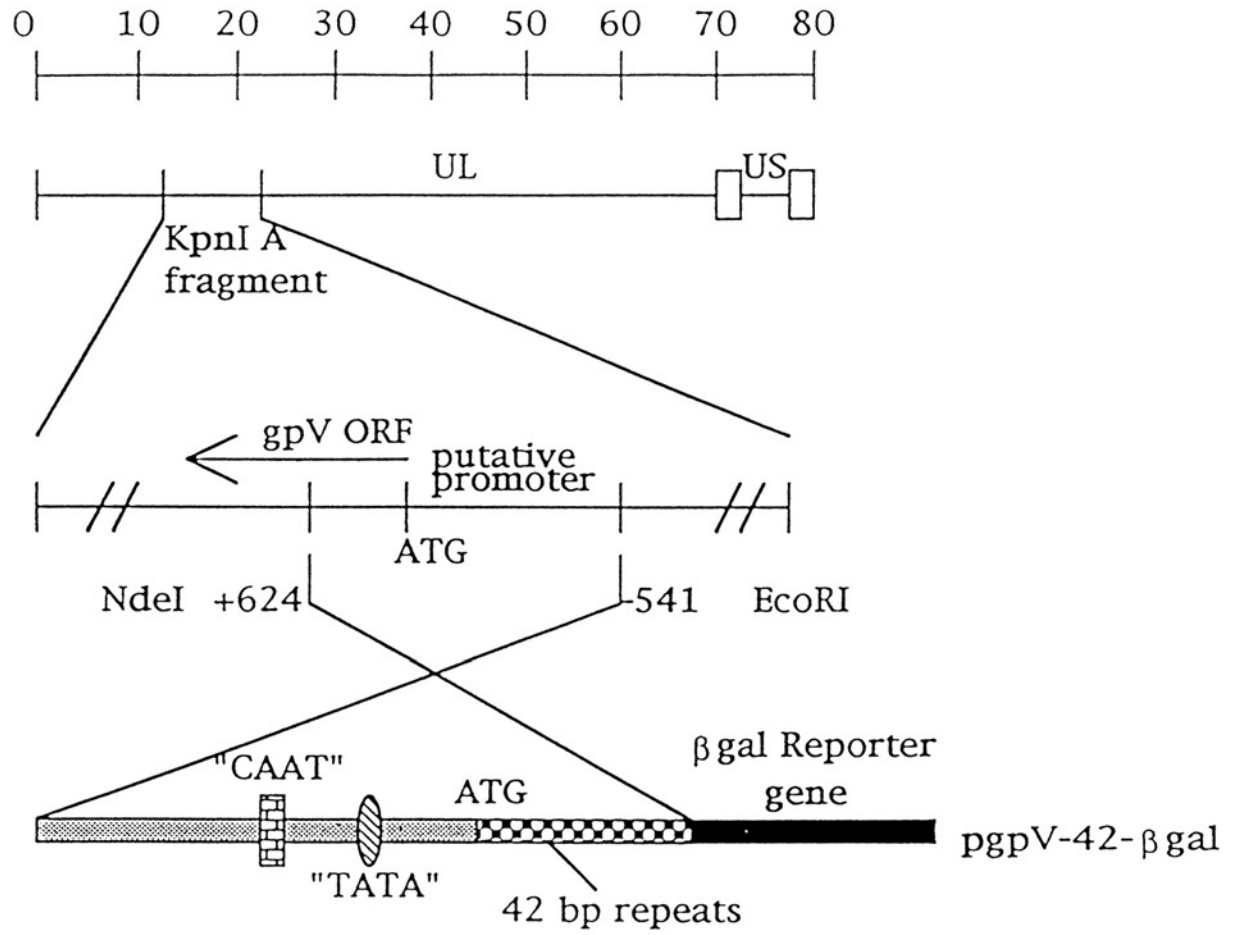 0 10 20 30 40 50 60 70 80
UL
US
KpnI A
fragment
gpV ORF
putative
promoter
ATG
NdeI +624
-541 EcoRI
βgal Reporter
gene
"CAAT"
ATG
pgpV-42-βgal
"TATA"
42 bp repeats